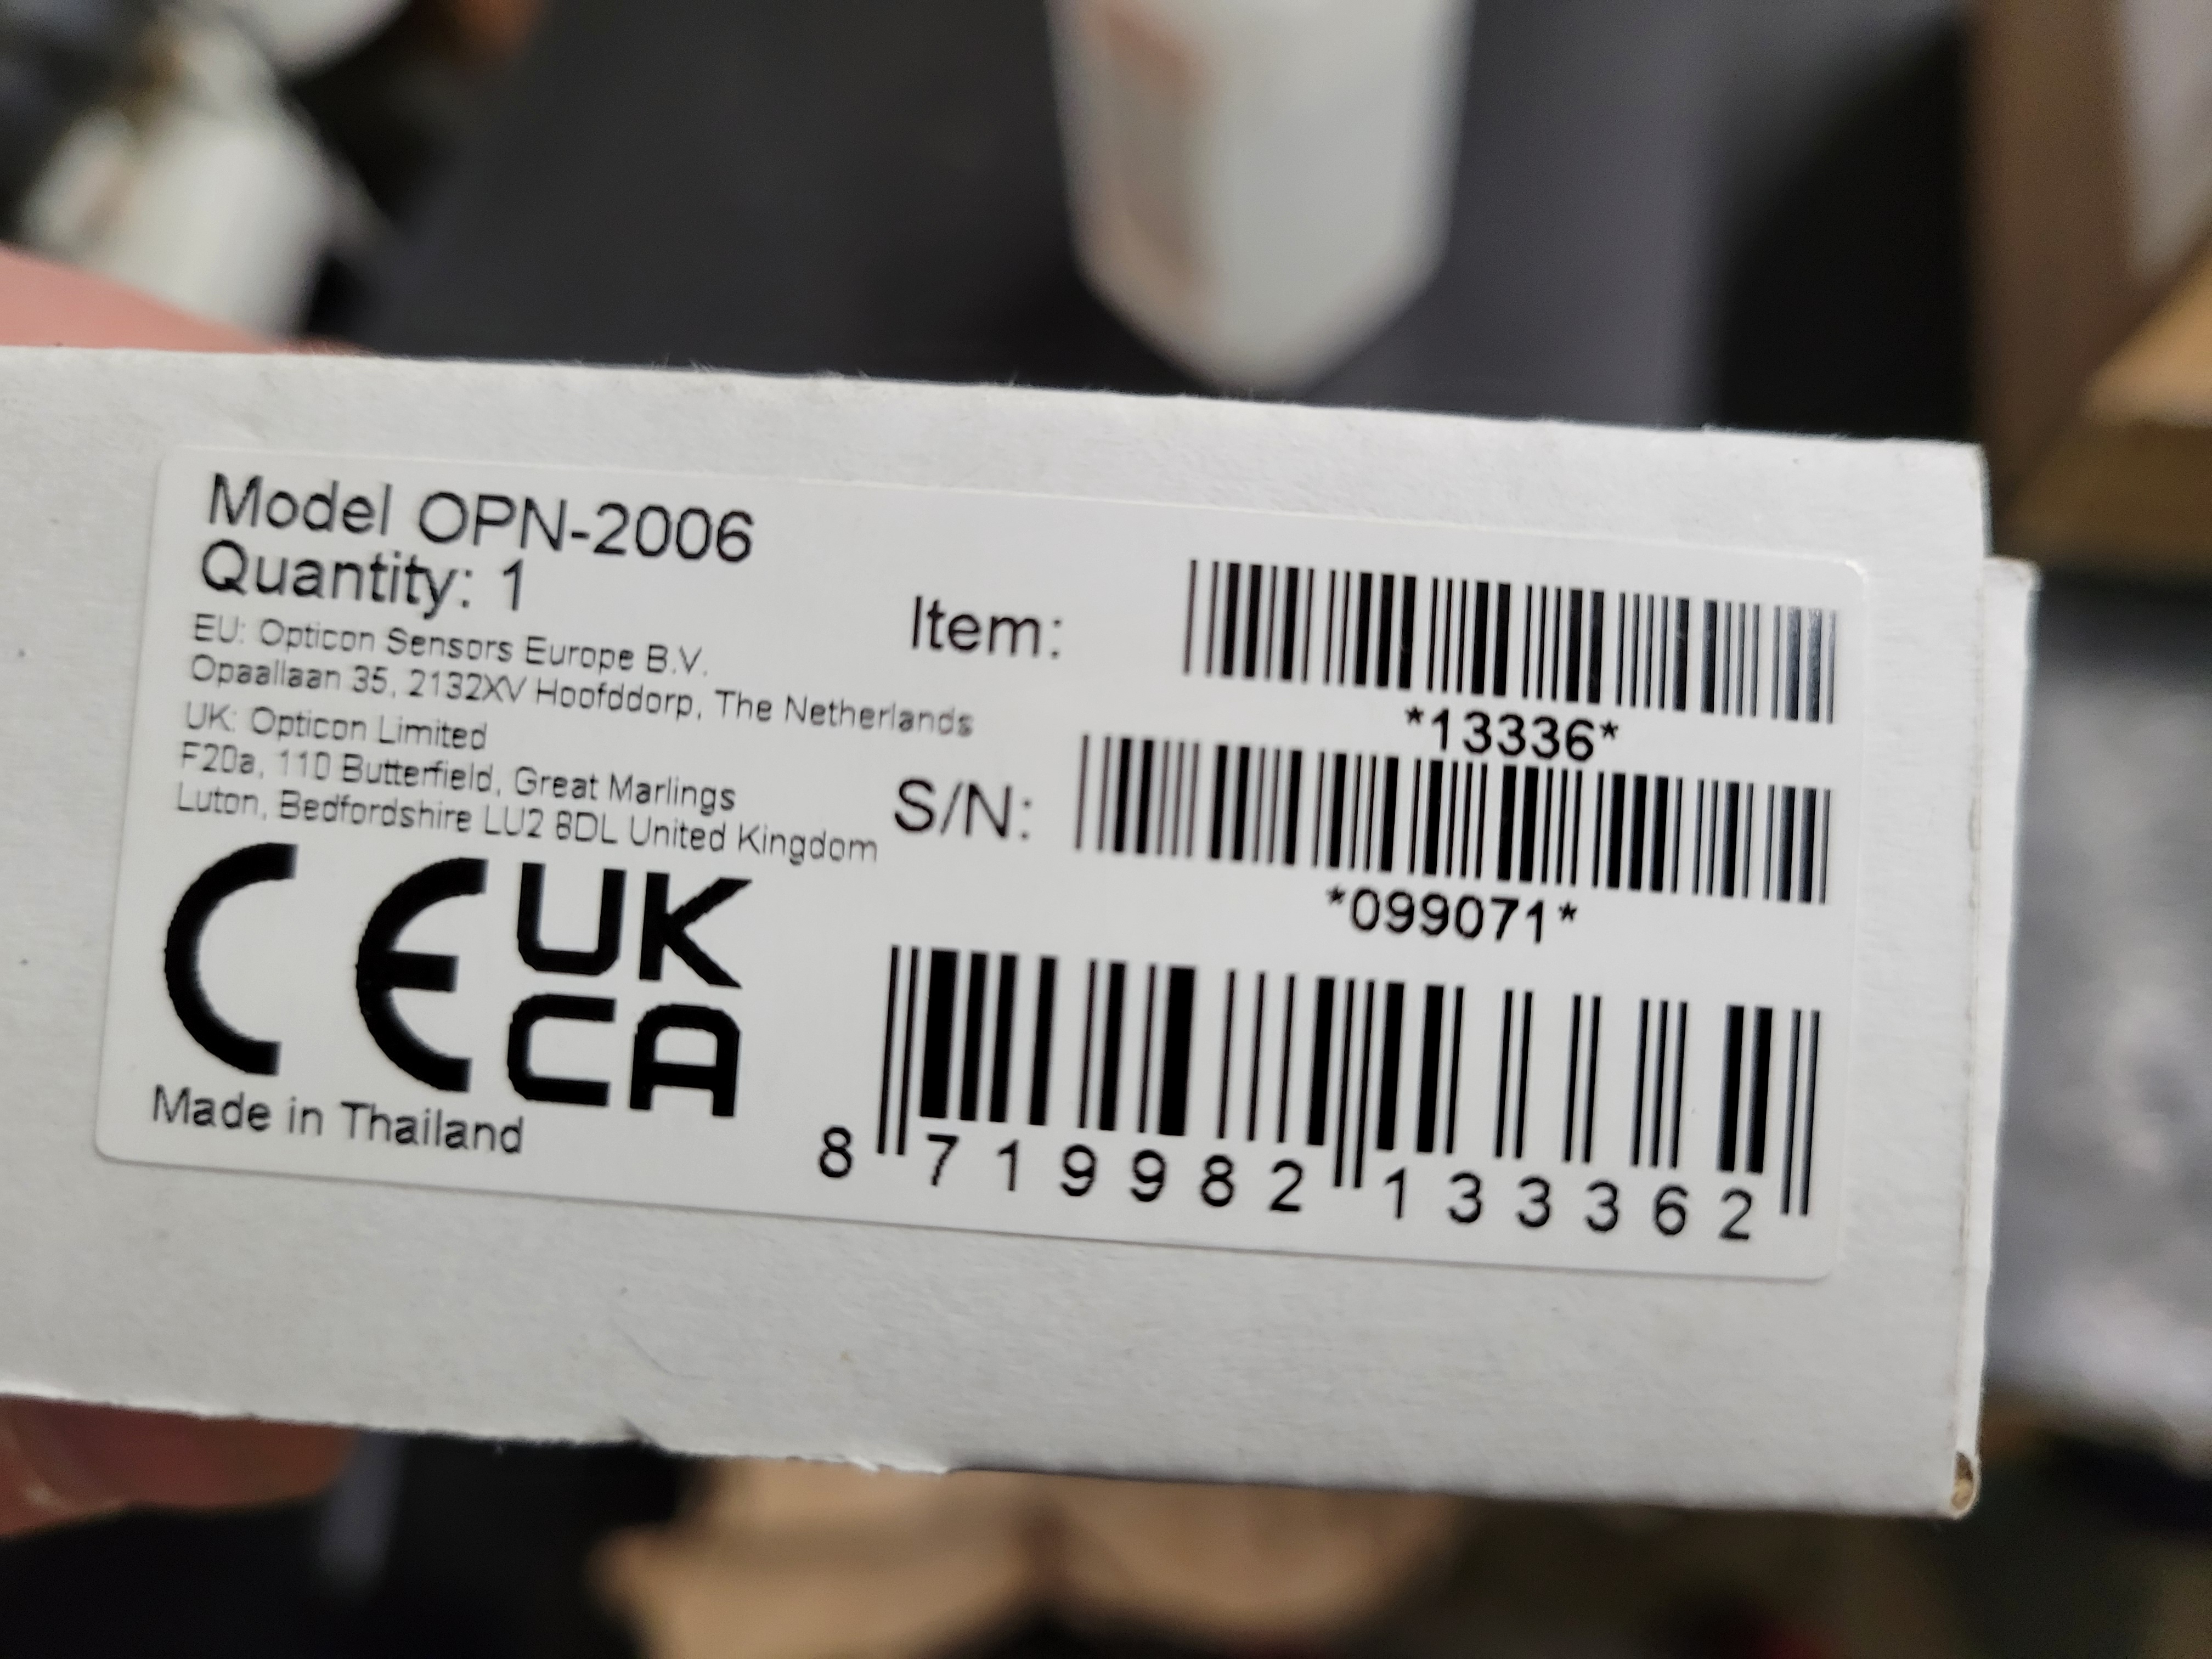 Model OPN-2006
Quantity: 1
EU: Opticon Sensors Europe B.V.
Opaallaan 35, 2132XV Hoofddorp, The Netherlands
UK: Opticon Limited
F20a, 110 Butterfield, Great Marlings
Luton, Bedfordshire LU2 8DL United Kingdom
CE UK
CA
Made in Thailand
Item:
*13336*
S/N:
*099071*
8 719982 133362